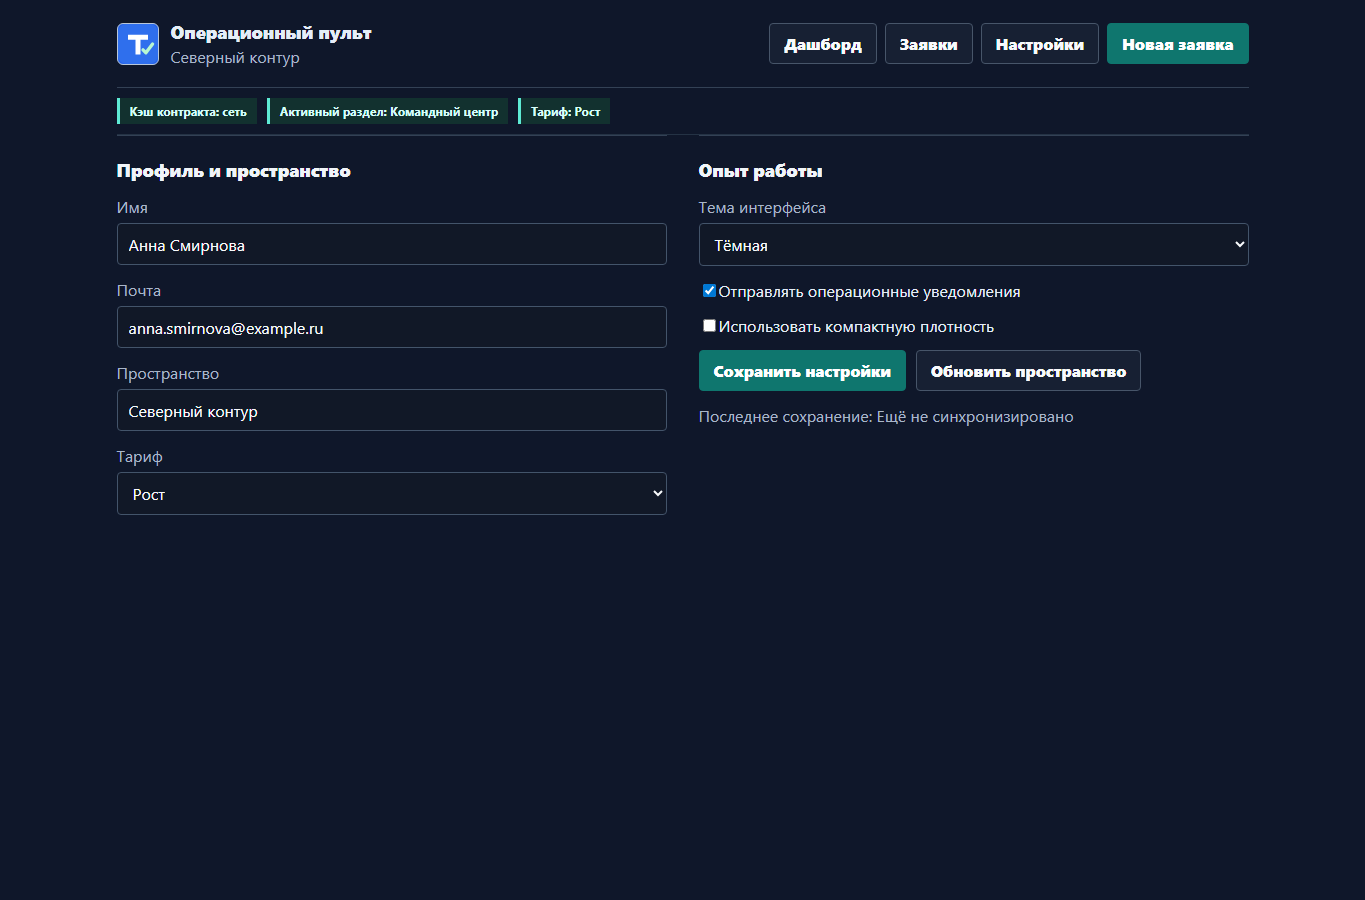 Операционный пульт
Северный контур
Дашборд
Заявки
Настройки
Новая заявка
Кэш контракта: сеть
Активный раздел: Командный центр
Тариф: Рост
Профиль и пространство
Имя
Анна Смирнова
Почта
anna.smirnova@example.ru
Пространство
Северный контур
Тариф
Рост
Опыт работы
Тема интерфейса
Тёмная
Отправлять операционные уведомления
Использовать компактную плотность
Сохранить настройки
Обновить пространство
Последнее сохранение: Ещё не синхронизировано